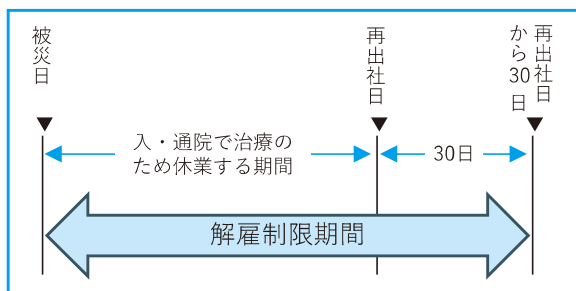 被災日
再出社日
再出社日
から30日
入・通院で治療の
ため休業する期間
30日
解雇制限期間